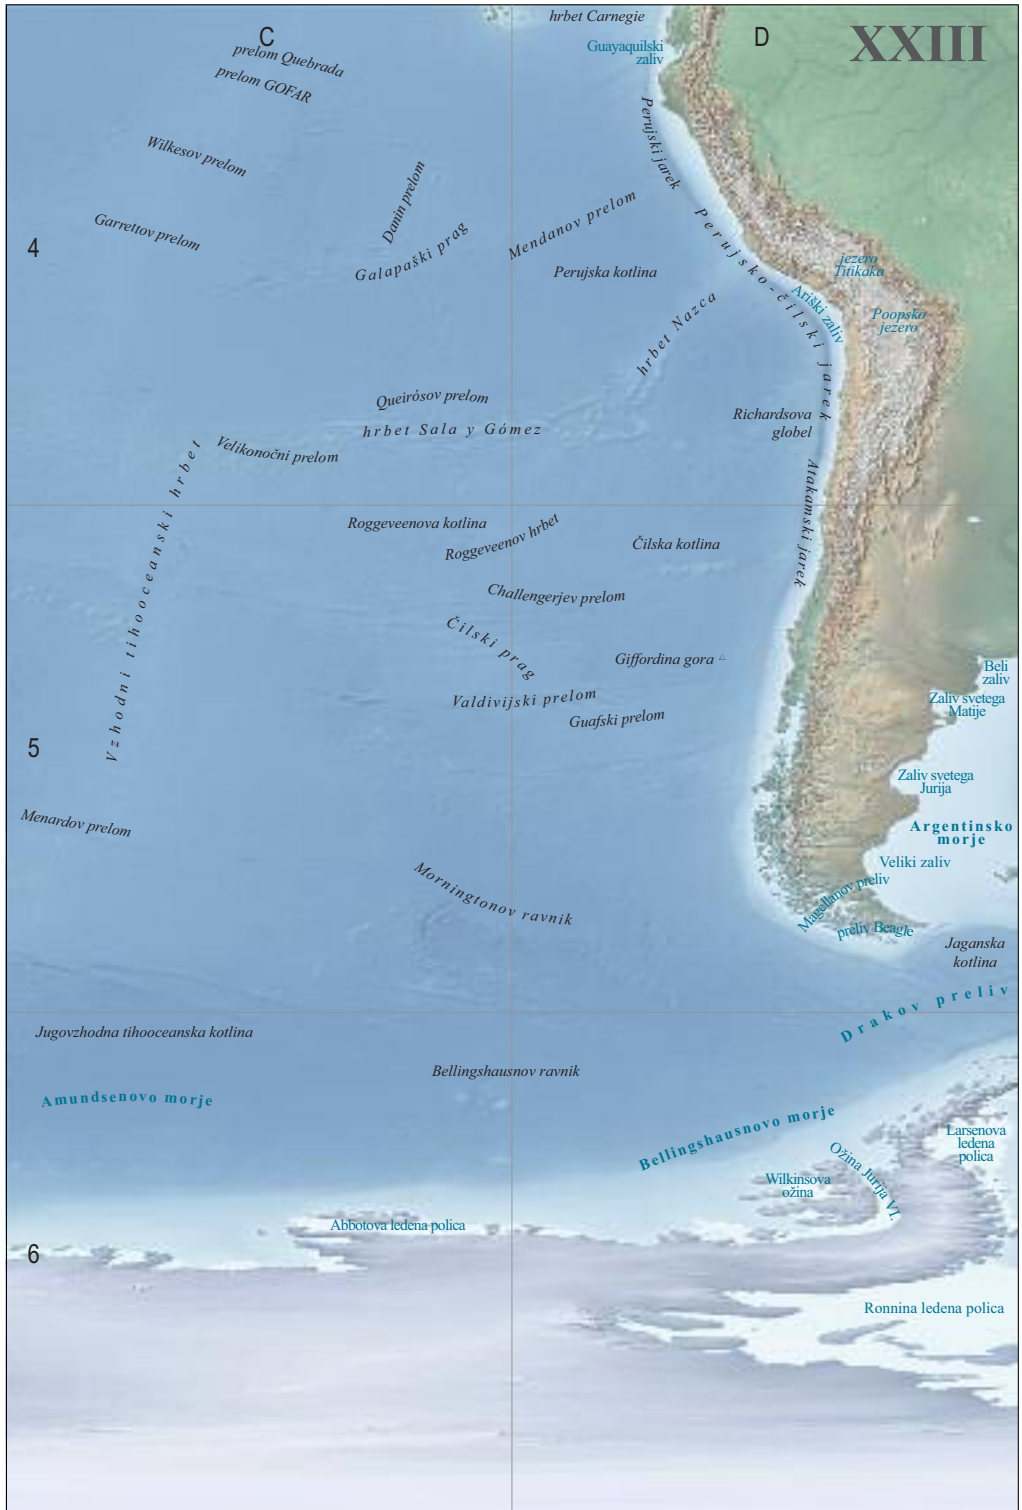 hrbet Carnegie
C
D
XXIII
Guayaquilski
zaliv
prelom Quebrada
prelom GOFAR
Perujski jarek
Wilkesov prelom
Danin prelom
Garrettov prelom
4
Galapaški prag
Mendanov prelom
Perujsko-čilski jarek
Perujska kotlina
jezero
Titikaka
Ariški zaliv
Poopsko
jezero
hrbet Nazca
Queirósov prelom
hrbet Sala y Gómez
Richardsova
globel
Velikonočni prelom
Vzhodni tihooceanski hrbet
Atakamski jarek
Roggeveenova kotlina
Roggeveenov hrbet
Čilska kotlina
Challengerjev prelom
Čilski prag
Giffordina gora
Beli
zaliv
Valdivijski prelom
Zaliv svetega
Matije
Guafski prelom
5
Zaliv svetega
Jurija
Menardov prelom
Argentinsko
morje
Veliki zaliv
Morningtonov ravnik
Magellanov preliv
preliv Beagle
Jaganska
kotlina
Drakov preliv
Jugovzhodna tihooceanska kotlina
Bellingshausnov ravnik
Amundsenovo morje
Bellingshausnovo morje
Larsenova
ledena
polica
Ožina Jurija VI.
Wilkinsova
ožina
Abbotova ledena polica
6
Ronnina ledena polica